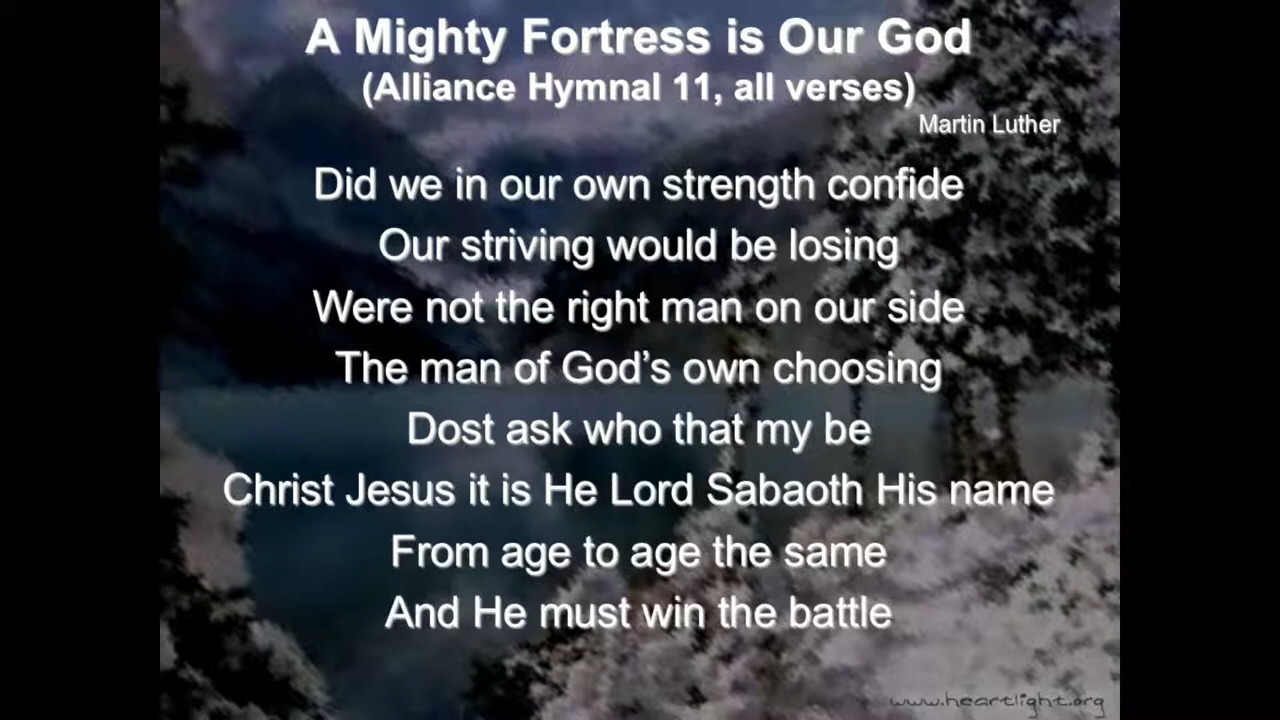 A Mighty Fortress is Our God
(Alliance Hymnal 11, all verses)
Martin Luther
Did we in our own strength confide
Our striving would be losing
Were not the right man on our side
The man of God’s own choosing
Dost ask who that my be
Christ Jesus it is He Lord Sabaoth His name
From age to age the same
And He must win the battle
www.heartlight.org